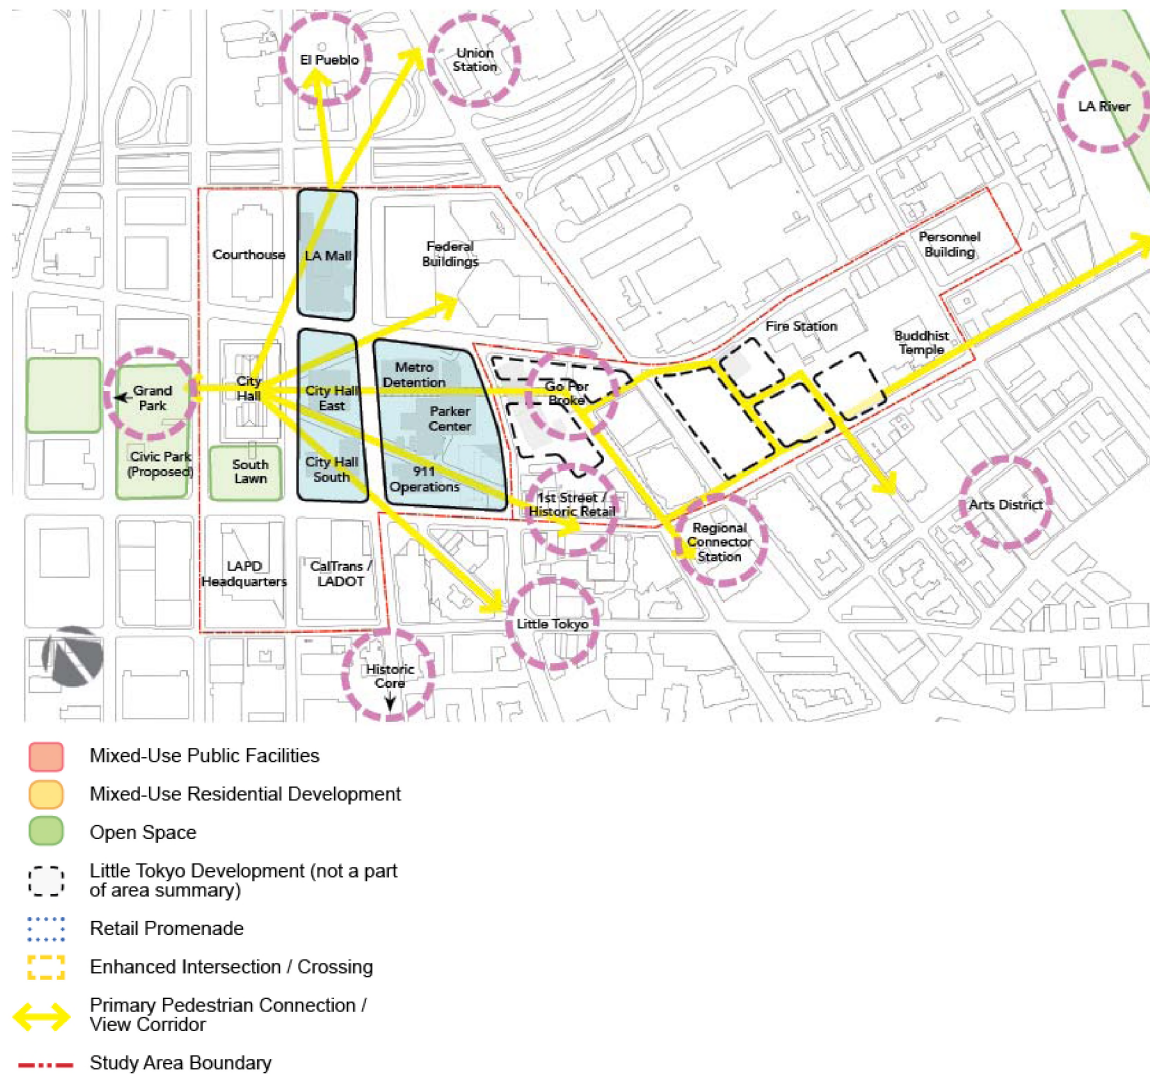 El Pueblo
Union
Station
LA River
Courthouse
LA Mall
Federal
Buildings
Personnel
Building
Fire Station
Buddhist
Temple
Grand
Park
City
Hall
City Hall
East
Metro
Detention
Parker
Center
Go For
Broke
Civic Park
(Proposed)
South
Lawn
City Hall
South
911
Operations
1st Street /
Historic Retail
Regional
Connector
Station
Arts District
LAPD
Headquarters
CalTrans /
LADOT
Little Tokyo
Historic
Core
Mixed-Use Public Facilities
Mixed-Use Residential Development
Open Space
Little Tokyo Development (not a part
of area summary)
Retail Promenade
Enhanced Intersection / Crossing
Primary Pedestrian Connection /
View Corridor
Study Area Boundary